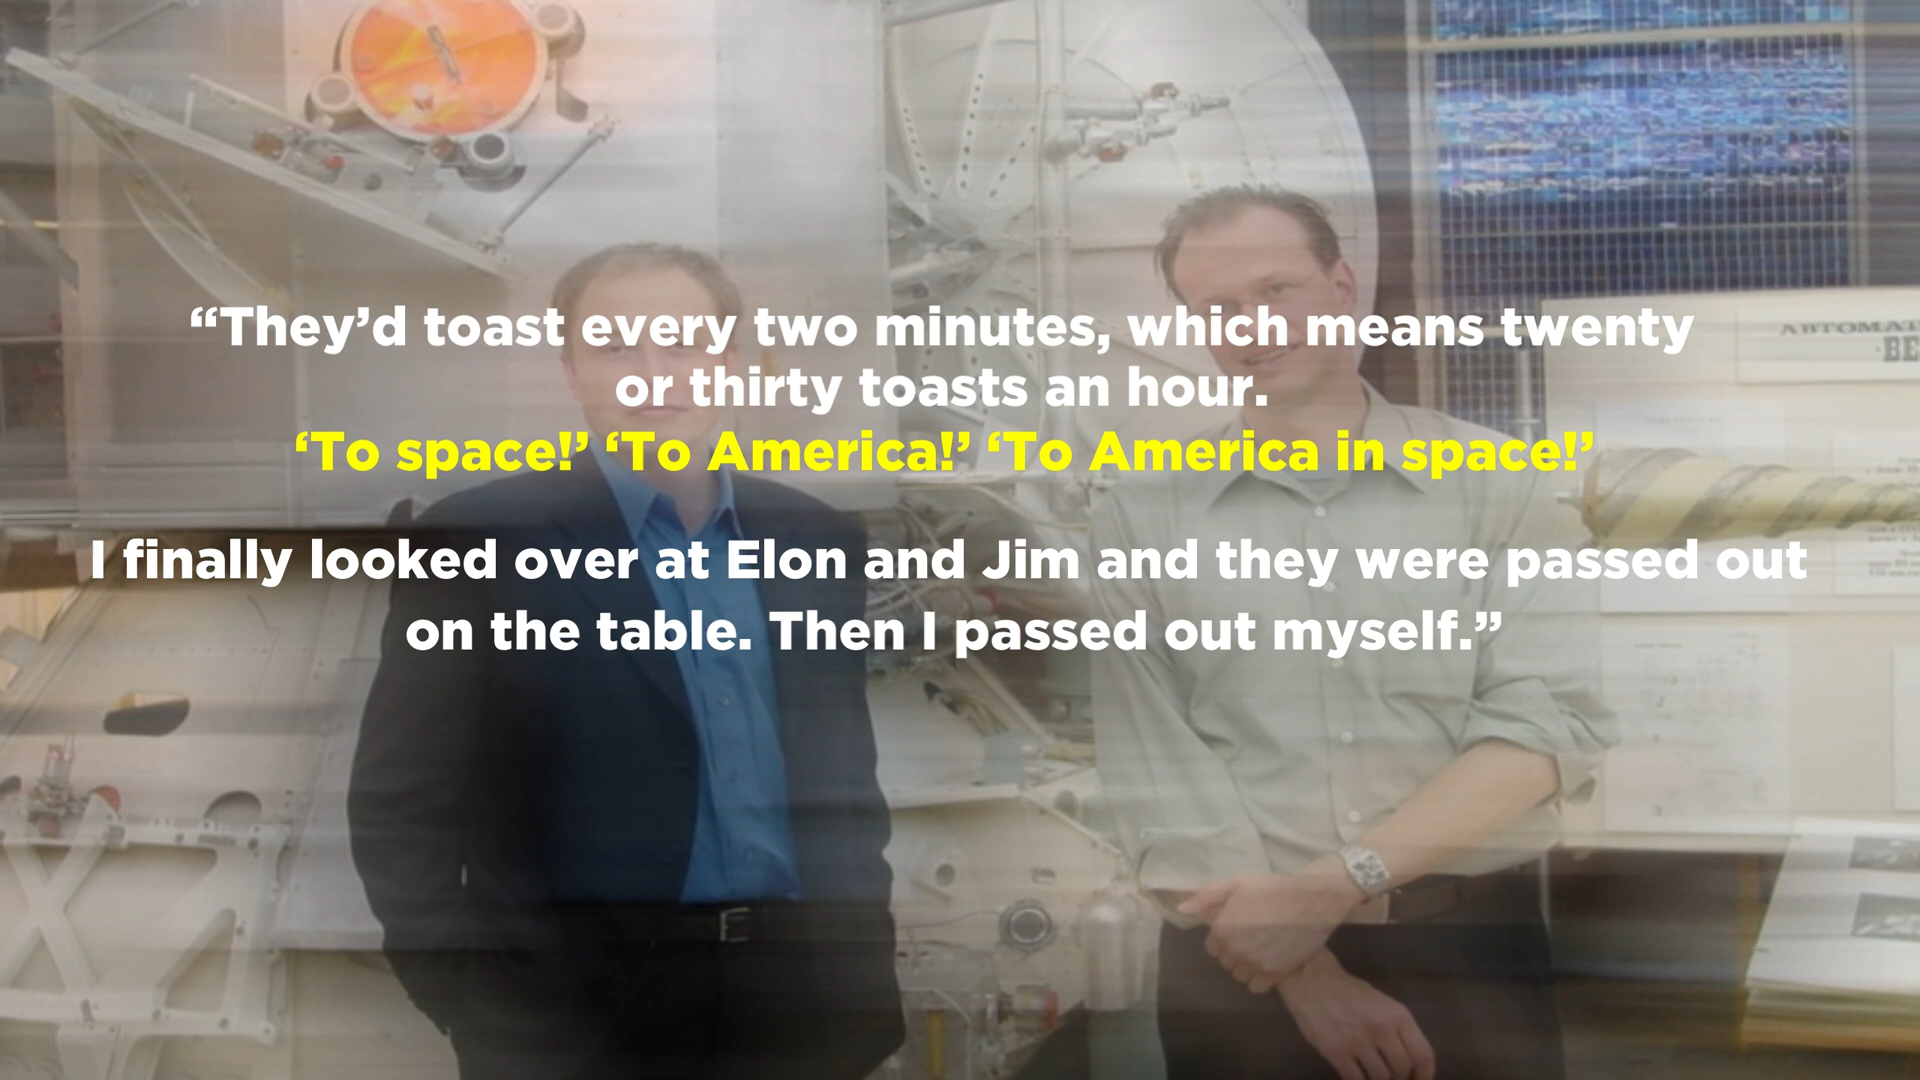 “They’d toast every two minutes, which means twenty
or thirty toasts an hour.
‘To space!’ ‘To America!’ ‘To America in space!’
I finally looked over at Elon and Jim and they were passed out
on the table. Then I passed out myself.”